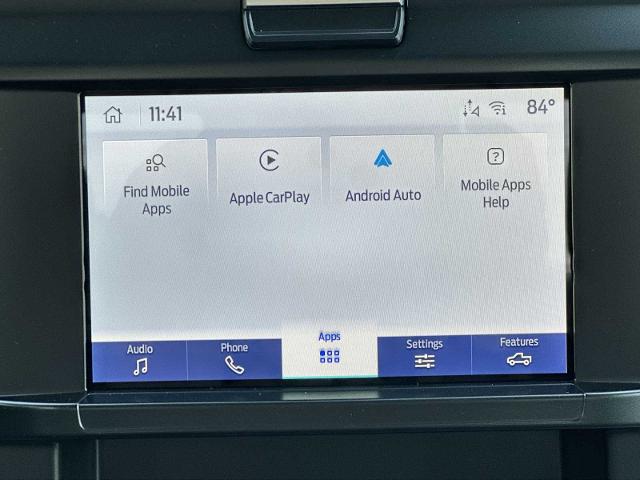 11:41
84°
Find Mobile
Apps
Apple CarPlay
Android Auto
Mobile Apps
Help
Audio
Phone
Apps
Settings
Features